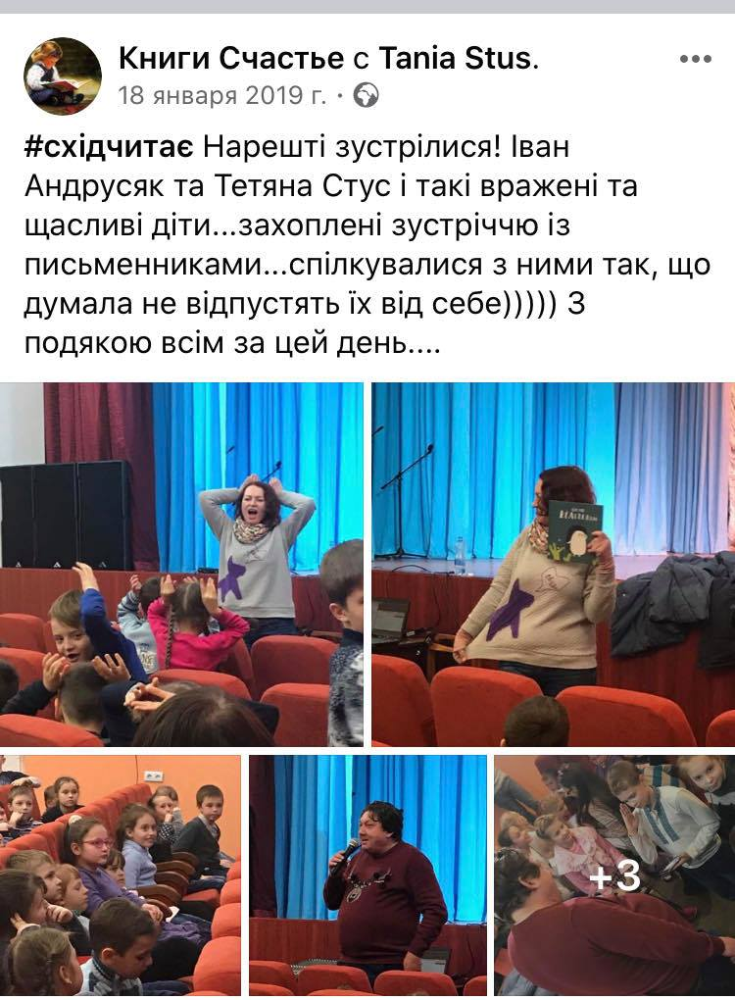 Книги Счастье с Tania Stus.
18 января 2019 г. ·
#східчитає Нарешті зустрілися! Іван
Андрусяк та Тетяна Стус і такі вражені та
щасливі діти...захоплені зустріччю із
письменниками...спілкувалися з ними так, що
думала не відпустять їх від себе))))) З
подякою всім за цей день....
+3